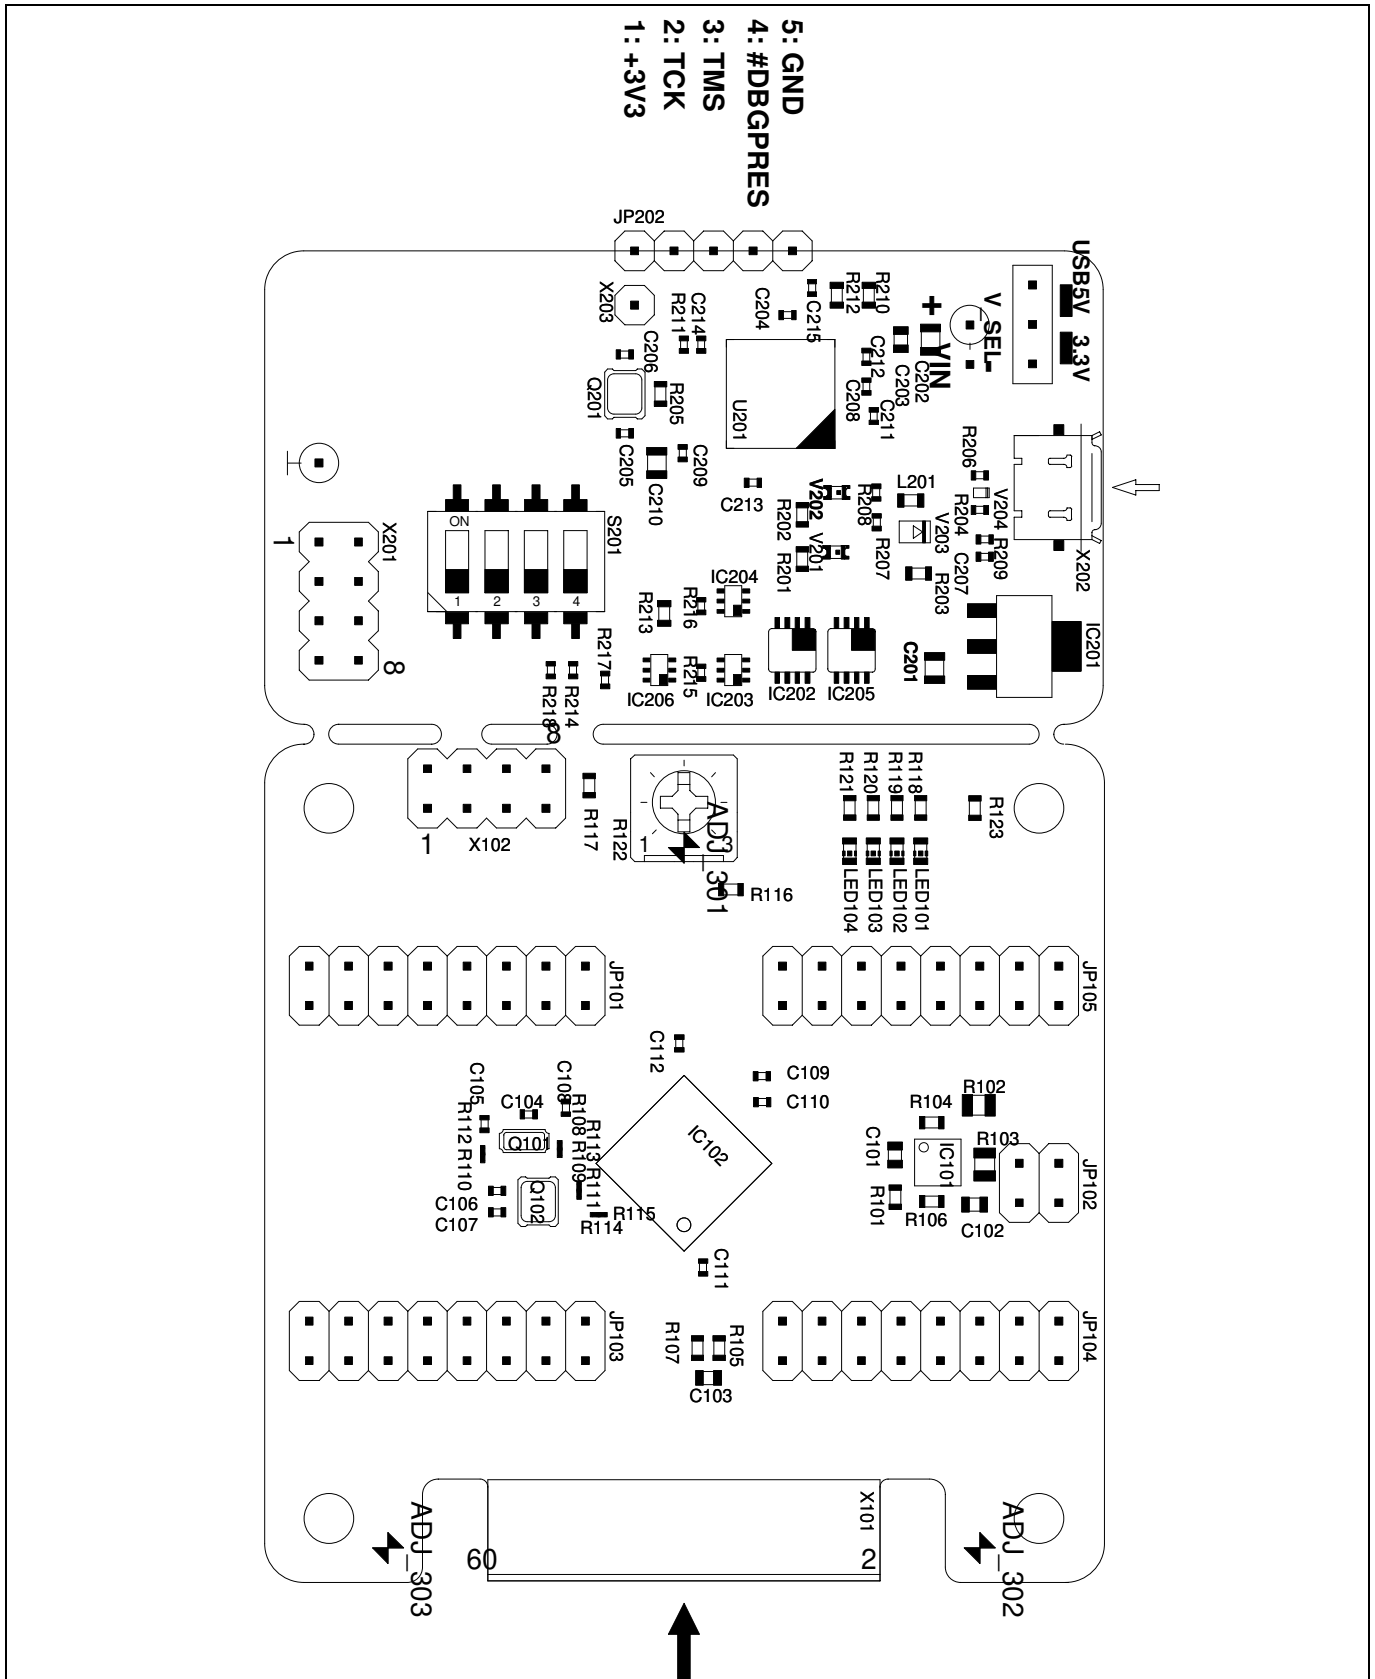 5: GND
4: #DBGPRES
3: TMS
2: TCK
1: +3V3
JP202
USB5V
3.3V
V_SEL
+
-
VIN
X203
R211
C214
C204
C215
R212
R210
C206
Q201
R205
U201
C212
C208
C211
C203
C202
C205
C210
C209
C213
V202
R202
R208
L201
R206
R204
V204
V203
C207
R209
X202
X201
1
8
ON
1
2
3
4
S201
V201
R201
R207
R203
IC204
R213
R216
R217
R215
IC206
IC203
IC202
IC205
C201
IC201
R218
R214
8
1
X102
R117
R122
1
3
ADJ_301
R116
R121
R120
R119
R118
R123
LED104
LED103
LED102
LED101
JP101
JP105
C112
C109
C110
C105
C104
C108
R108
R113
R112
R110
Q101
R109
R111
IC102
C106
C107
Q102
R115
R114
R102
R104
R103
C101
IC101
R101
R106
C102
JP102
C111
JP103
R107
R105
C103
JP104
X101
60
2
ADJ_303
ADJ_302